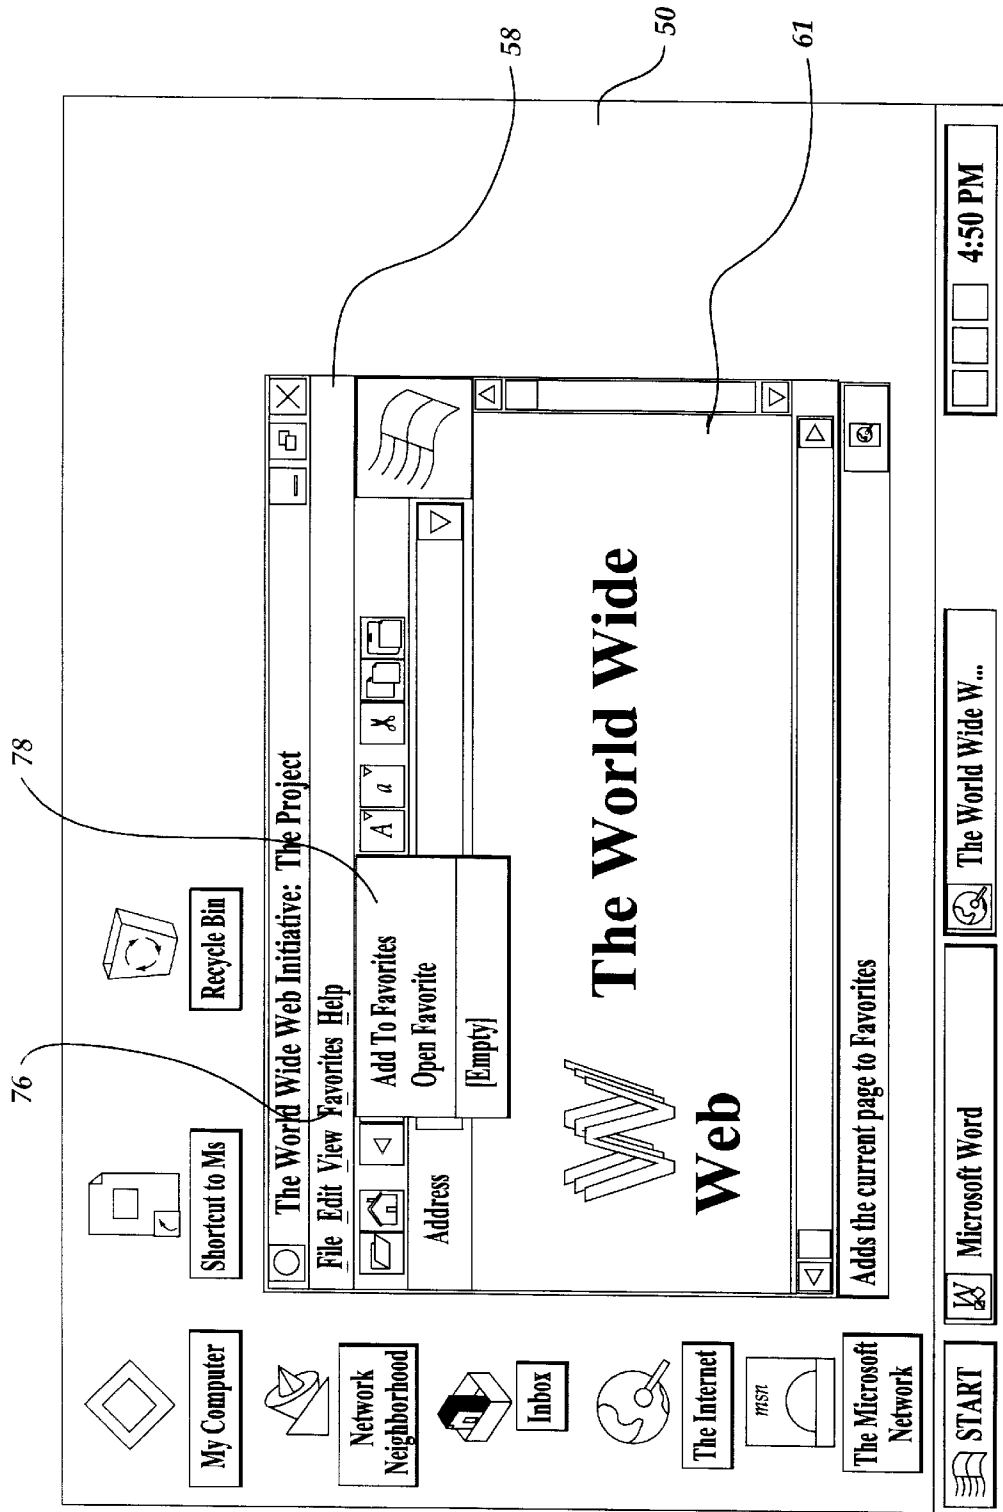 76
78
My Computer
Shortcut to Ms
Recycle Bin
The World Wide Web Initiative: The Project
File Edit View Favorites Help
58
A a
Add To Favorites
Open Favorite
[Empty]
Address
Network
Neighborhood
Inbox
The World Wide
Web
50
The Internet
61
msn
Adds the current page to Favorites
The Microsoft
Network
START
W
Microsoft Word
The World Wide W...
4:50 PM